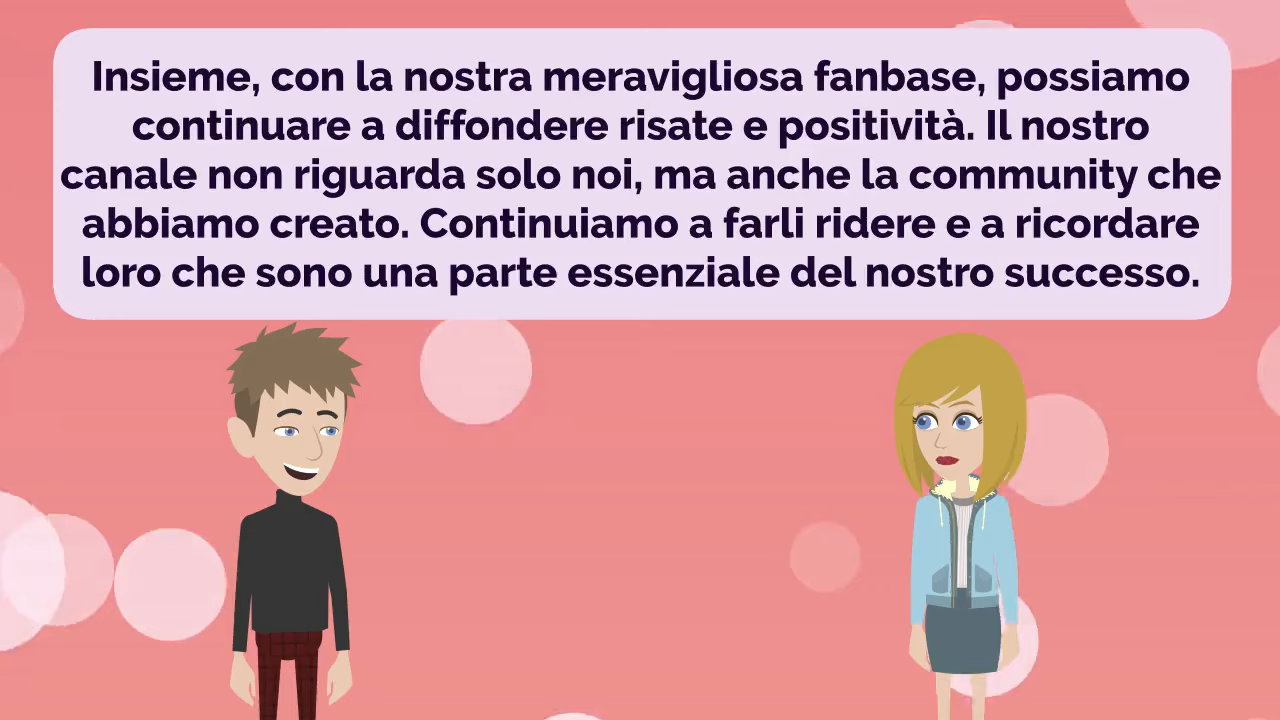 Insieme, con la nostra meravigliosa fanbase, possiamo
continuare a diffondere risate e positività. Il nostro
canale non riguarda solo noi, ma anche la community che
abbiamo creato. Continuiamo a farli ridere e a ricordare
loro che sono una parte essenziale del nostro successo.